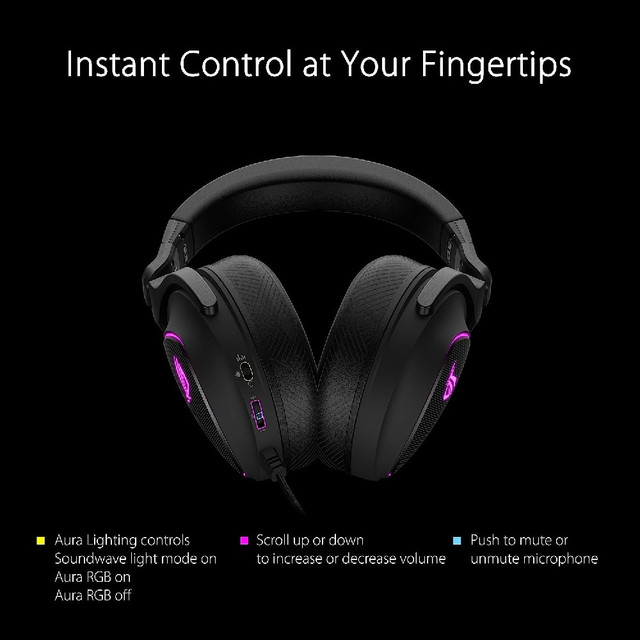 Instant Control at Your Fingertips
Aura Lighting controls
Soundwave light mode on
Aura RGB on
Aura RGB off
Scroll up or down
to increase or decrease volume
Push to mute or
unmute microphone